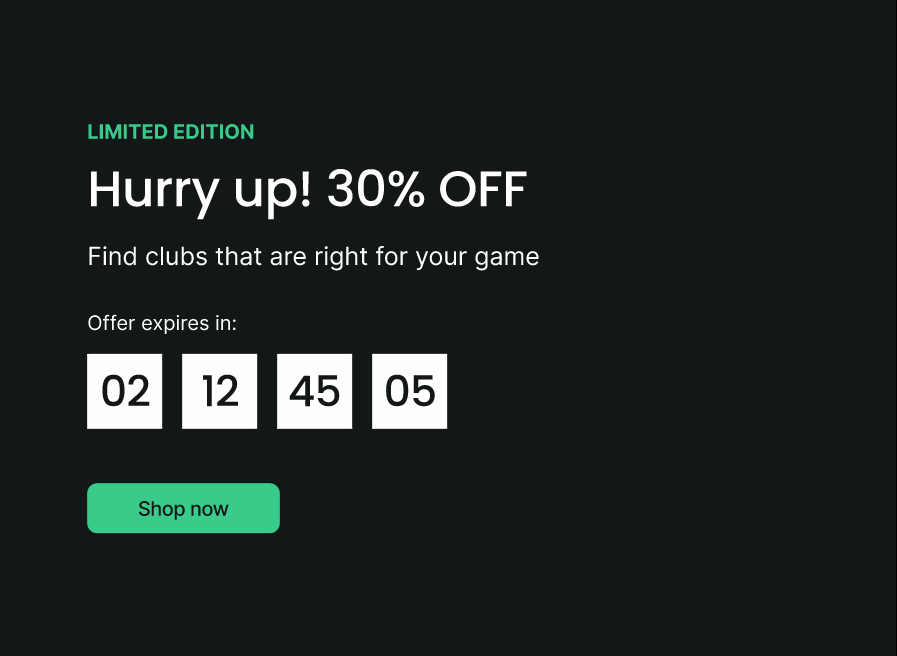 LIMITED EDITION
Hurry up! 30% OFF
Find clubs that are right for your game
Offer expires in:
02 12 45 05
Shop now